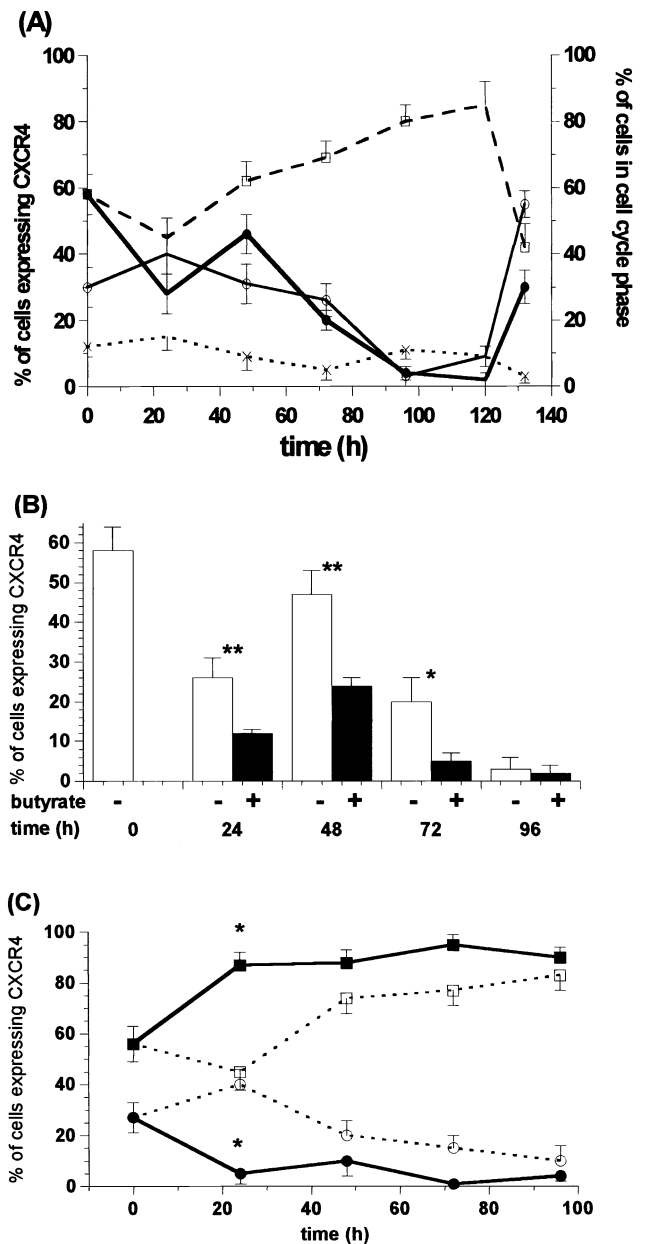 (A)
100
80
60
40
20
0
% of cells expressing CXCR4
100
80
60
40
20
0
% of cells in cell cycle phase
0 20 40 60 80 100 120 140
time (h)
(B)
60
50
40
30
20
10
0
% of cells expressing CXCR4
** ** *
butyrate - - + - + - + - +
time (h) 0 24 48 72 96
(C)
100
80
60
40
20
0
% of cells expressing CXCR4
*
*
0 20 40 60 80 100
time (h)